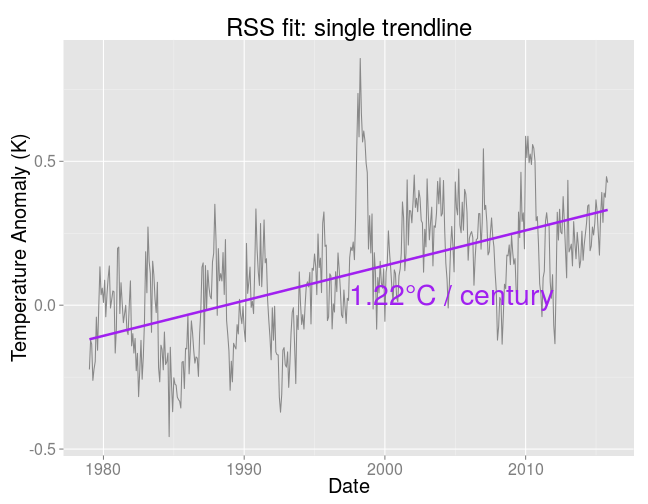 RSS fit: single trendline
Temperature Anomaly (K)
0.5
0.0
-0.5
1.22°C / century
1980
1990
2000
2010
Date